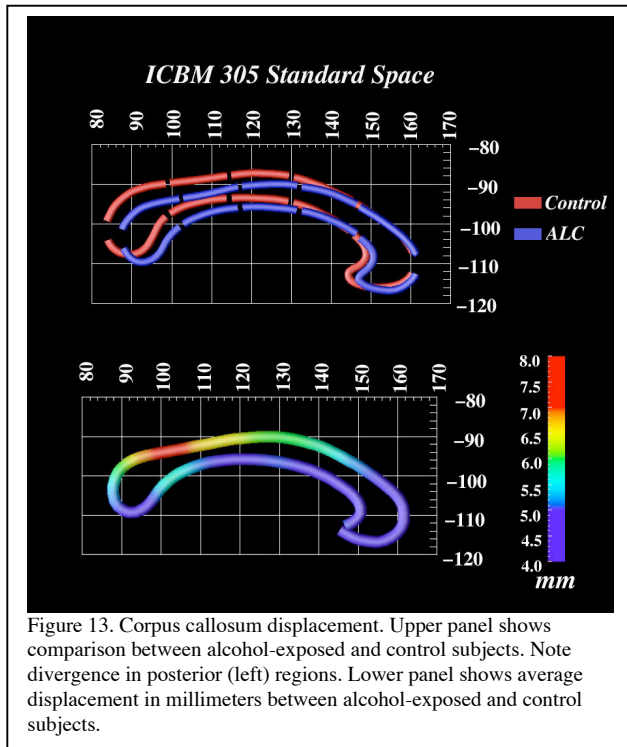 ICBM 305 Standard Space
80 90 100 110 120 130 140 150 160 170
-80
-90
-100
-110
-120
Control
ALC
80 90 100 110 120 130 140 150 160 170
-80
-90
-100
-110
-120
8.0
7.5
7.0
6.5
6.0
5.5
5.0
4.5
4.0
mm
Figure 13. Corpus callosum displacement. Upper panel shows
comparison between alcohol-exposed and control subjects. Note
divergence in posterior (left) regions. Lower panel shows average
displacement in millimeters between alcohol-exposed and control
subjects.